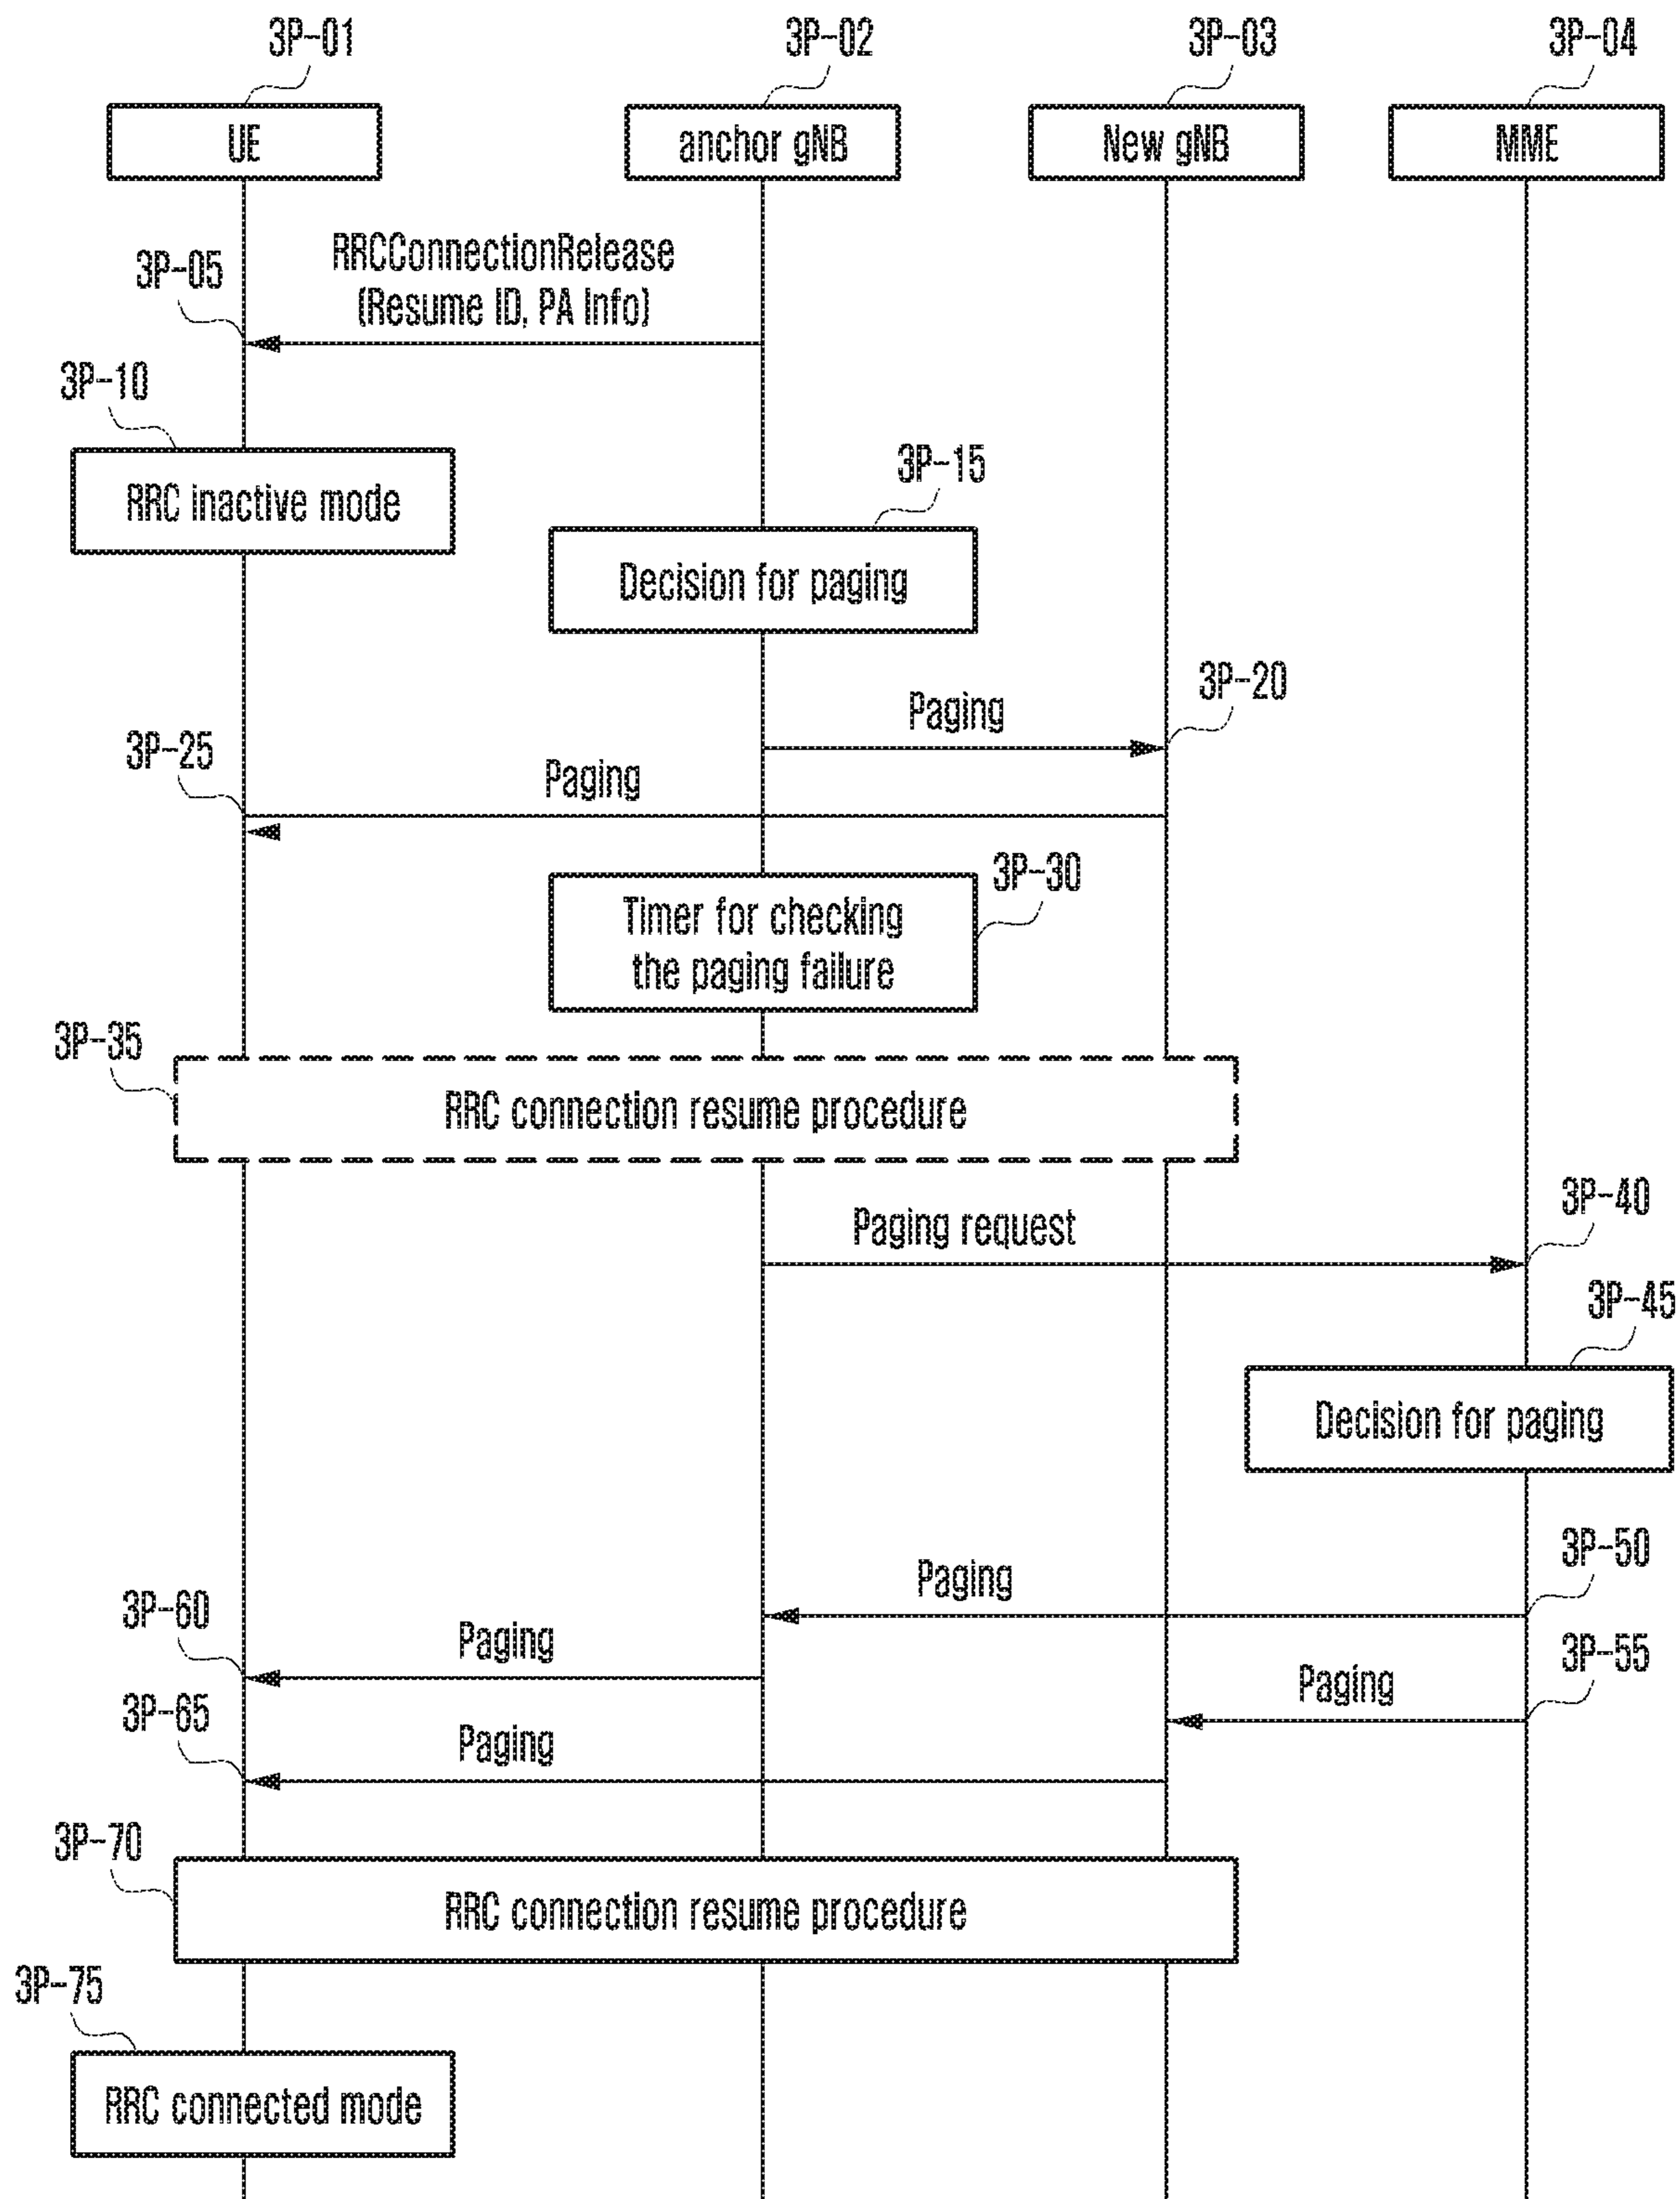 3P-01
3P-02
3P-03
3P-04
UE
anchor gNB
New gNB
MME
3P-05
RRCConnectionRelease
(Resume ID, PA Info)
3P-10
RRC inactive mode
3P-15
Decision for paging
3P-20
Paging
3P-25
Paging
3P-30
Timer for checking
the paging failure
3P-35
RRC connection resume procedure
3P-40
Paging request
3P-45
Decision for paging
3P-50
Paging
3P-60
Paging
3P-55
Paging
3P-65
Paging
3P-70
RRC connection resume procedure
3P-75
RRC connected mode